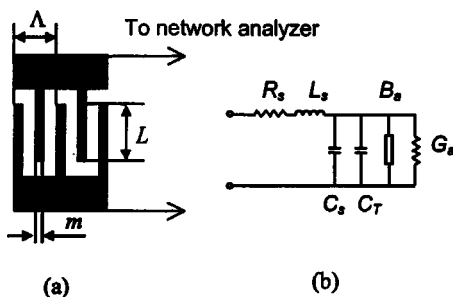 To network analyzer
Λ
L
m
(a)
R_s L_s B_a
G_a
C_s C_T
(b)